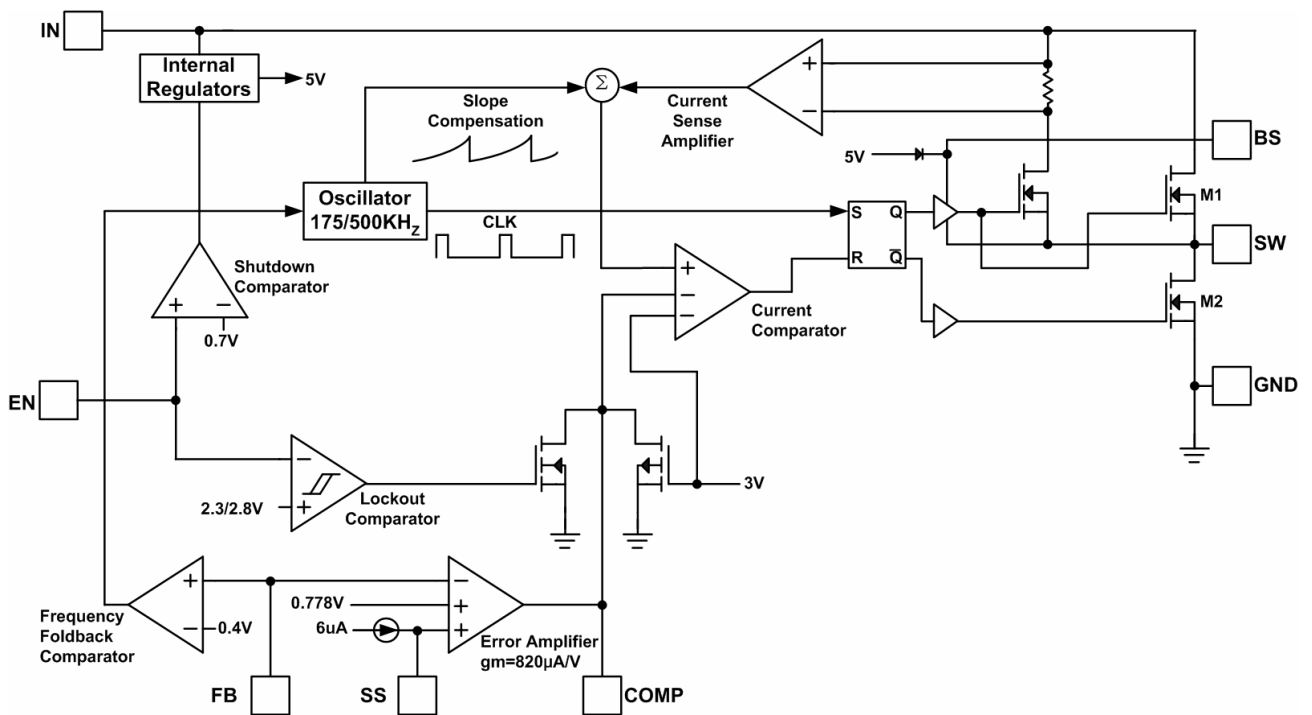 IN
Internal
Regulators
5V
Slope
Compensation
Σ
Current
Sense
Amplifier
+
−
5V
BS
Oscillator
175/500KHZ
CLK
S
Q
R
Q̅
M1
SW
M2
GND
Shutdown
Comparator
+
−
0.7V
+
−
−
Current
Comparator
EN
−
+
2.3/2.8V
Lockout
Comparator
3V
+
−
0.4V
Frequency
Foldback
Comparator
−
+
+
0.778V
6uA
Error Amplifier
gm=820µA/V
FB
SS
COMP